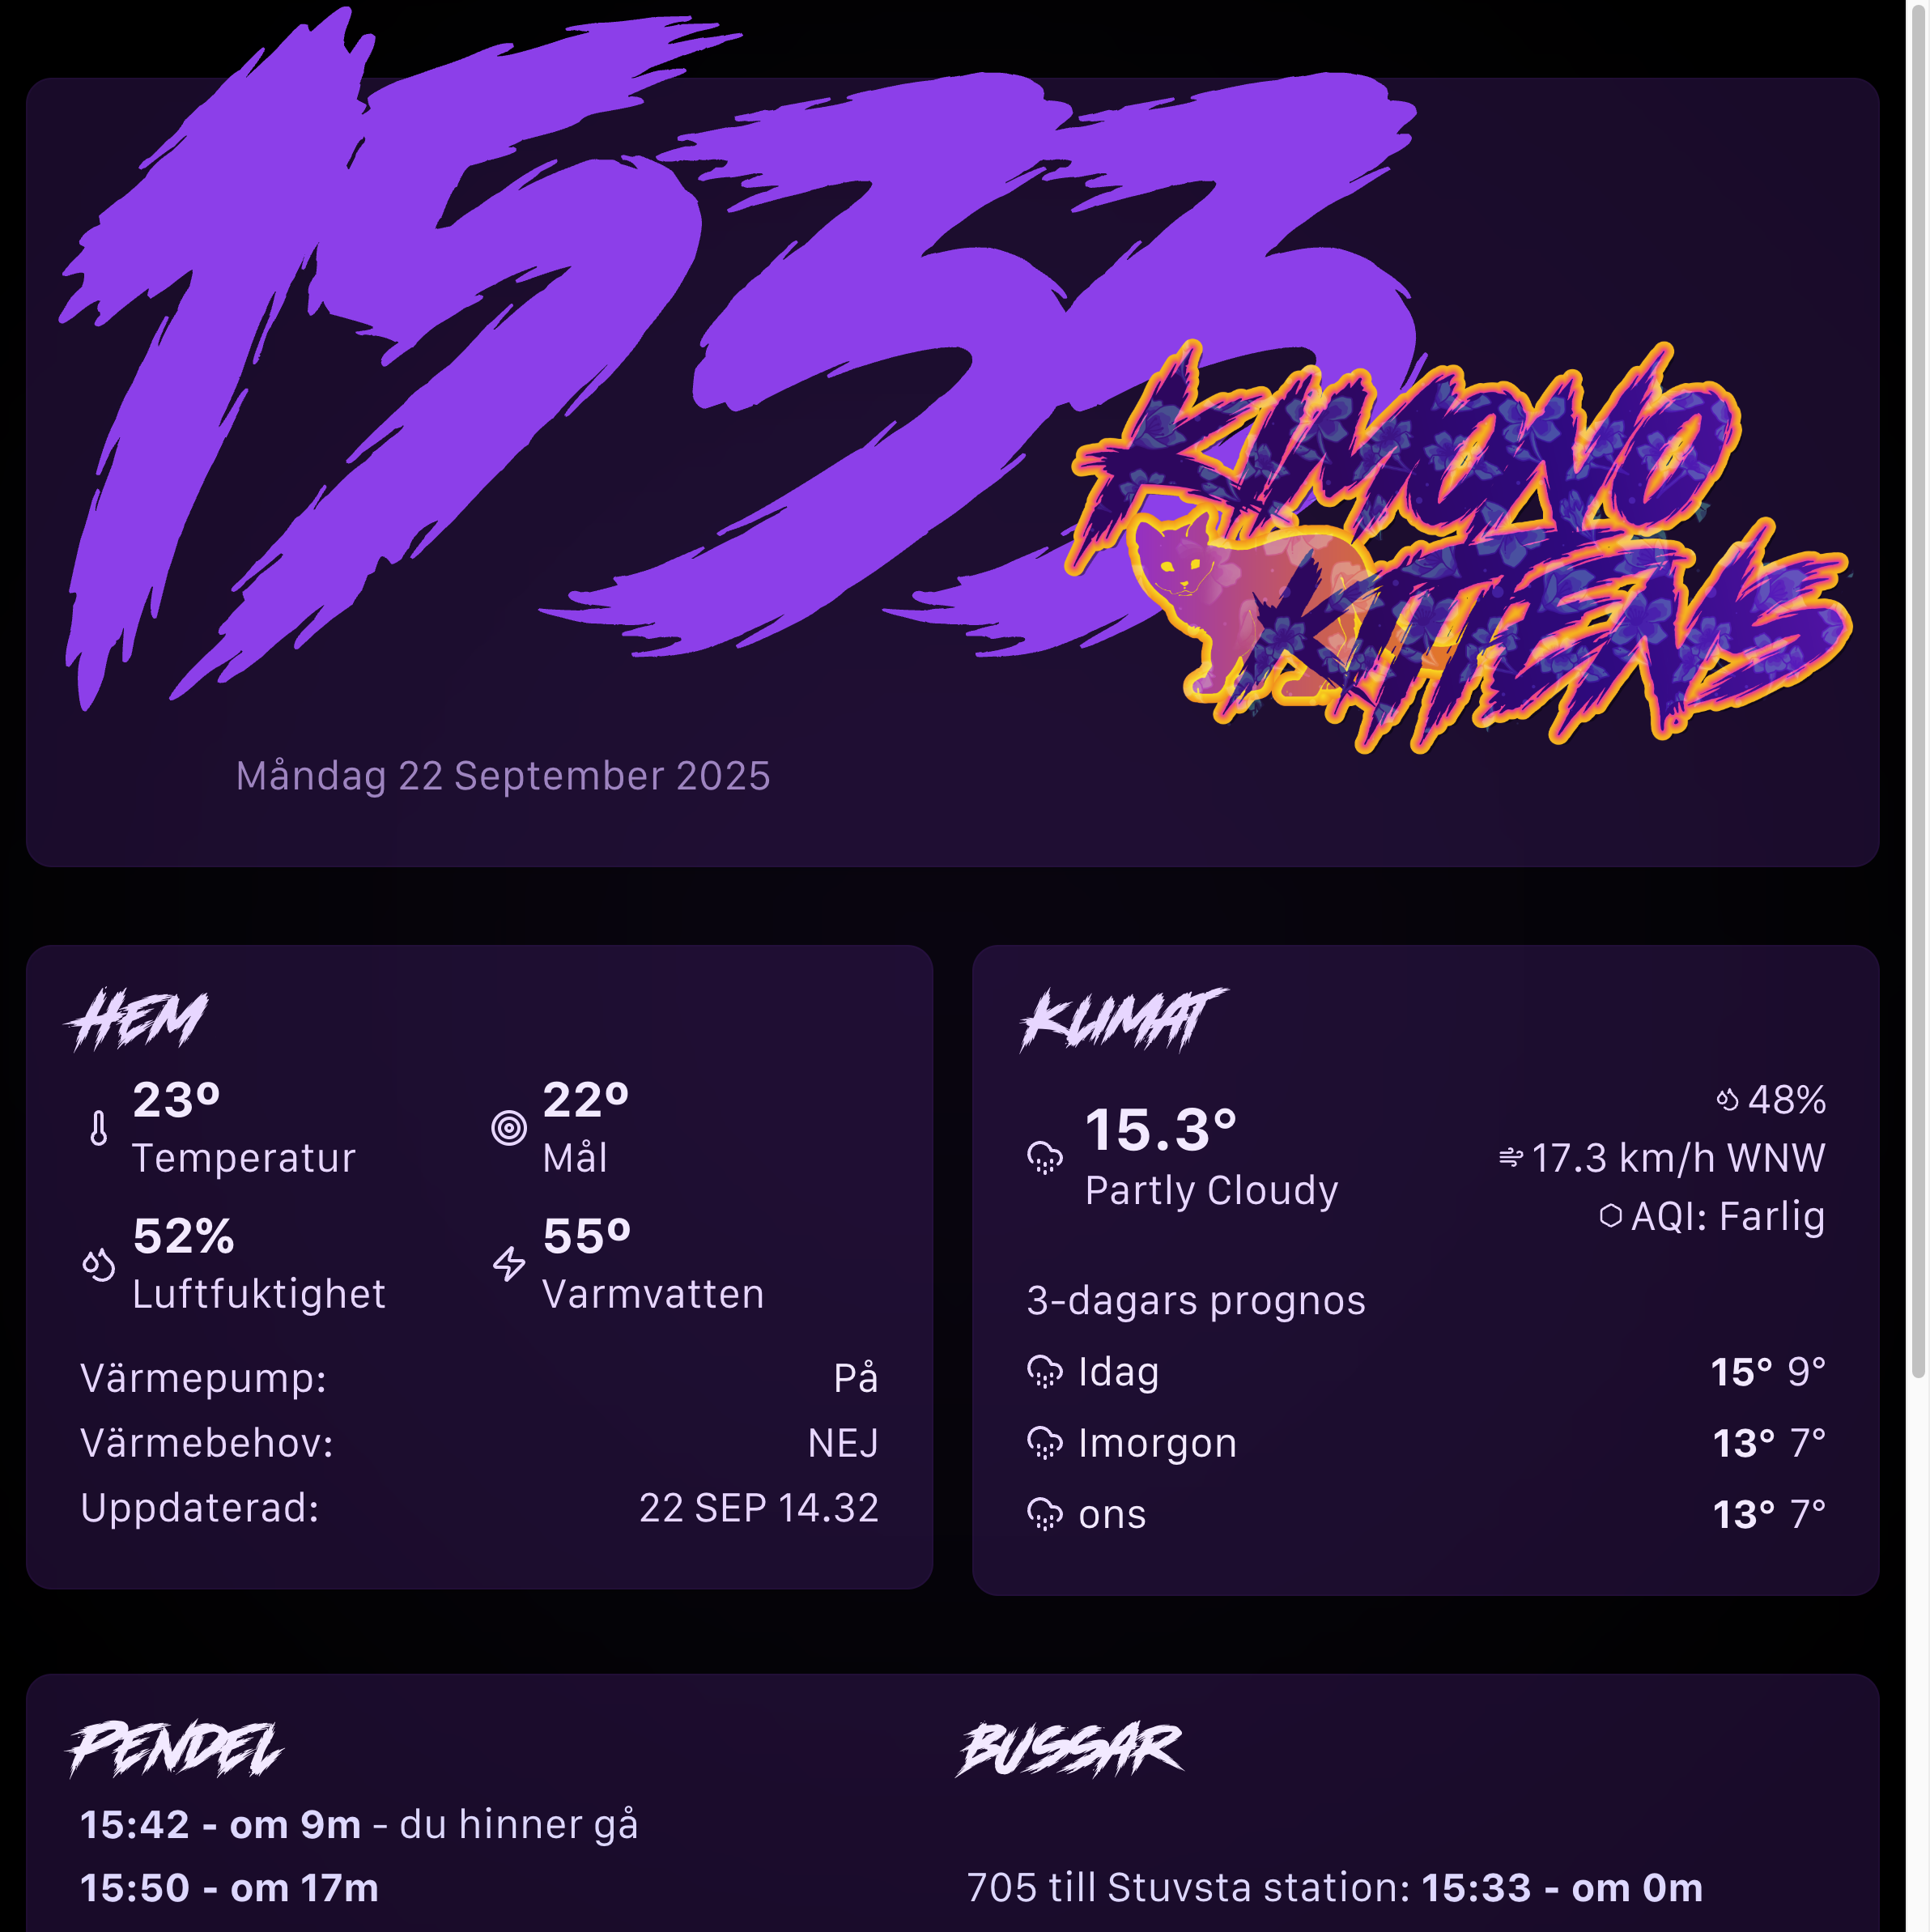 1533
KIMONO
KITTENS
Måndag 22 September 2025
HEM
23º
Temperatur
22º
Mål
52%
Luftfuktighet
55º
Varmvatten
Värmepump: På
Värmebehov: NEJ
Uppdaterad: 22 SEP 14.32
KLIMAT
15.3°
Partly Cloudy
48%
17.3 km/h WNW
AQI: Farlig
3-dagars prognos
Idag 15° 9°
Imorgon 13° 7°
ons 13° 7°
PENDEL
15:42 - om 9m - du hinner gå
15:50 - om 17m
BUSSAR
705 till Stuvsta station: 15:33 - om 0m